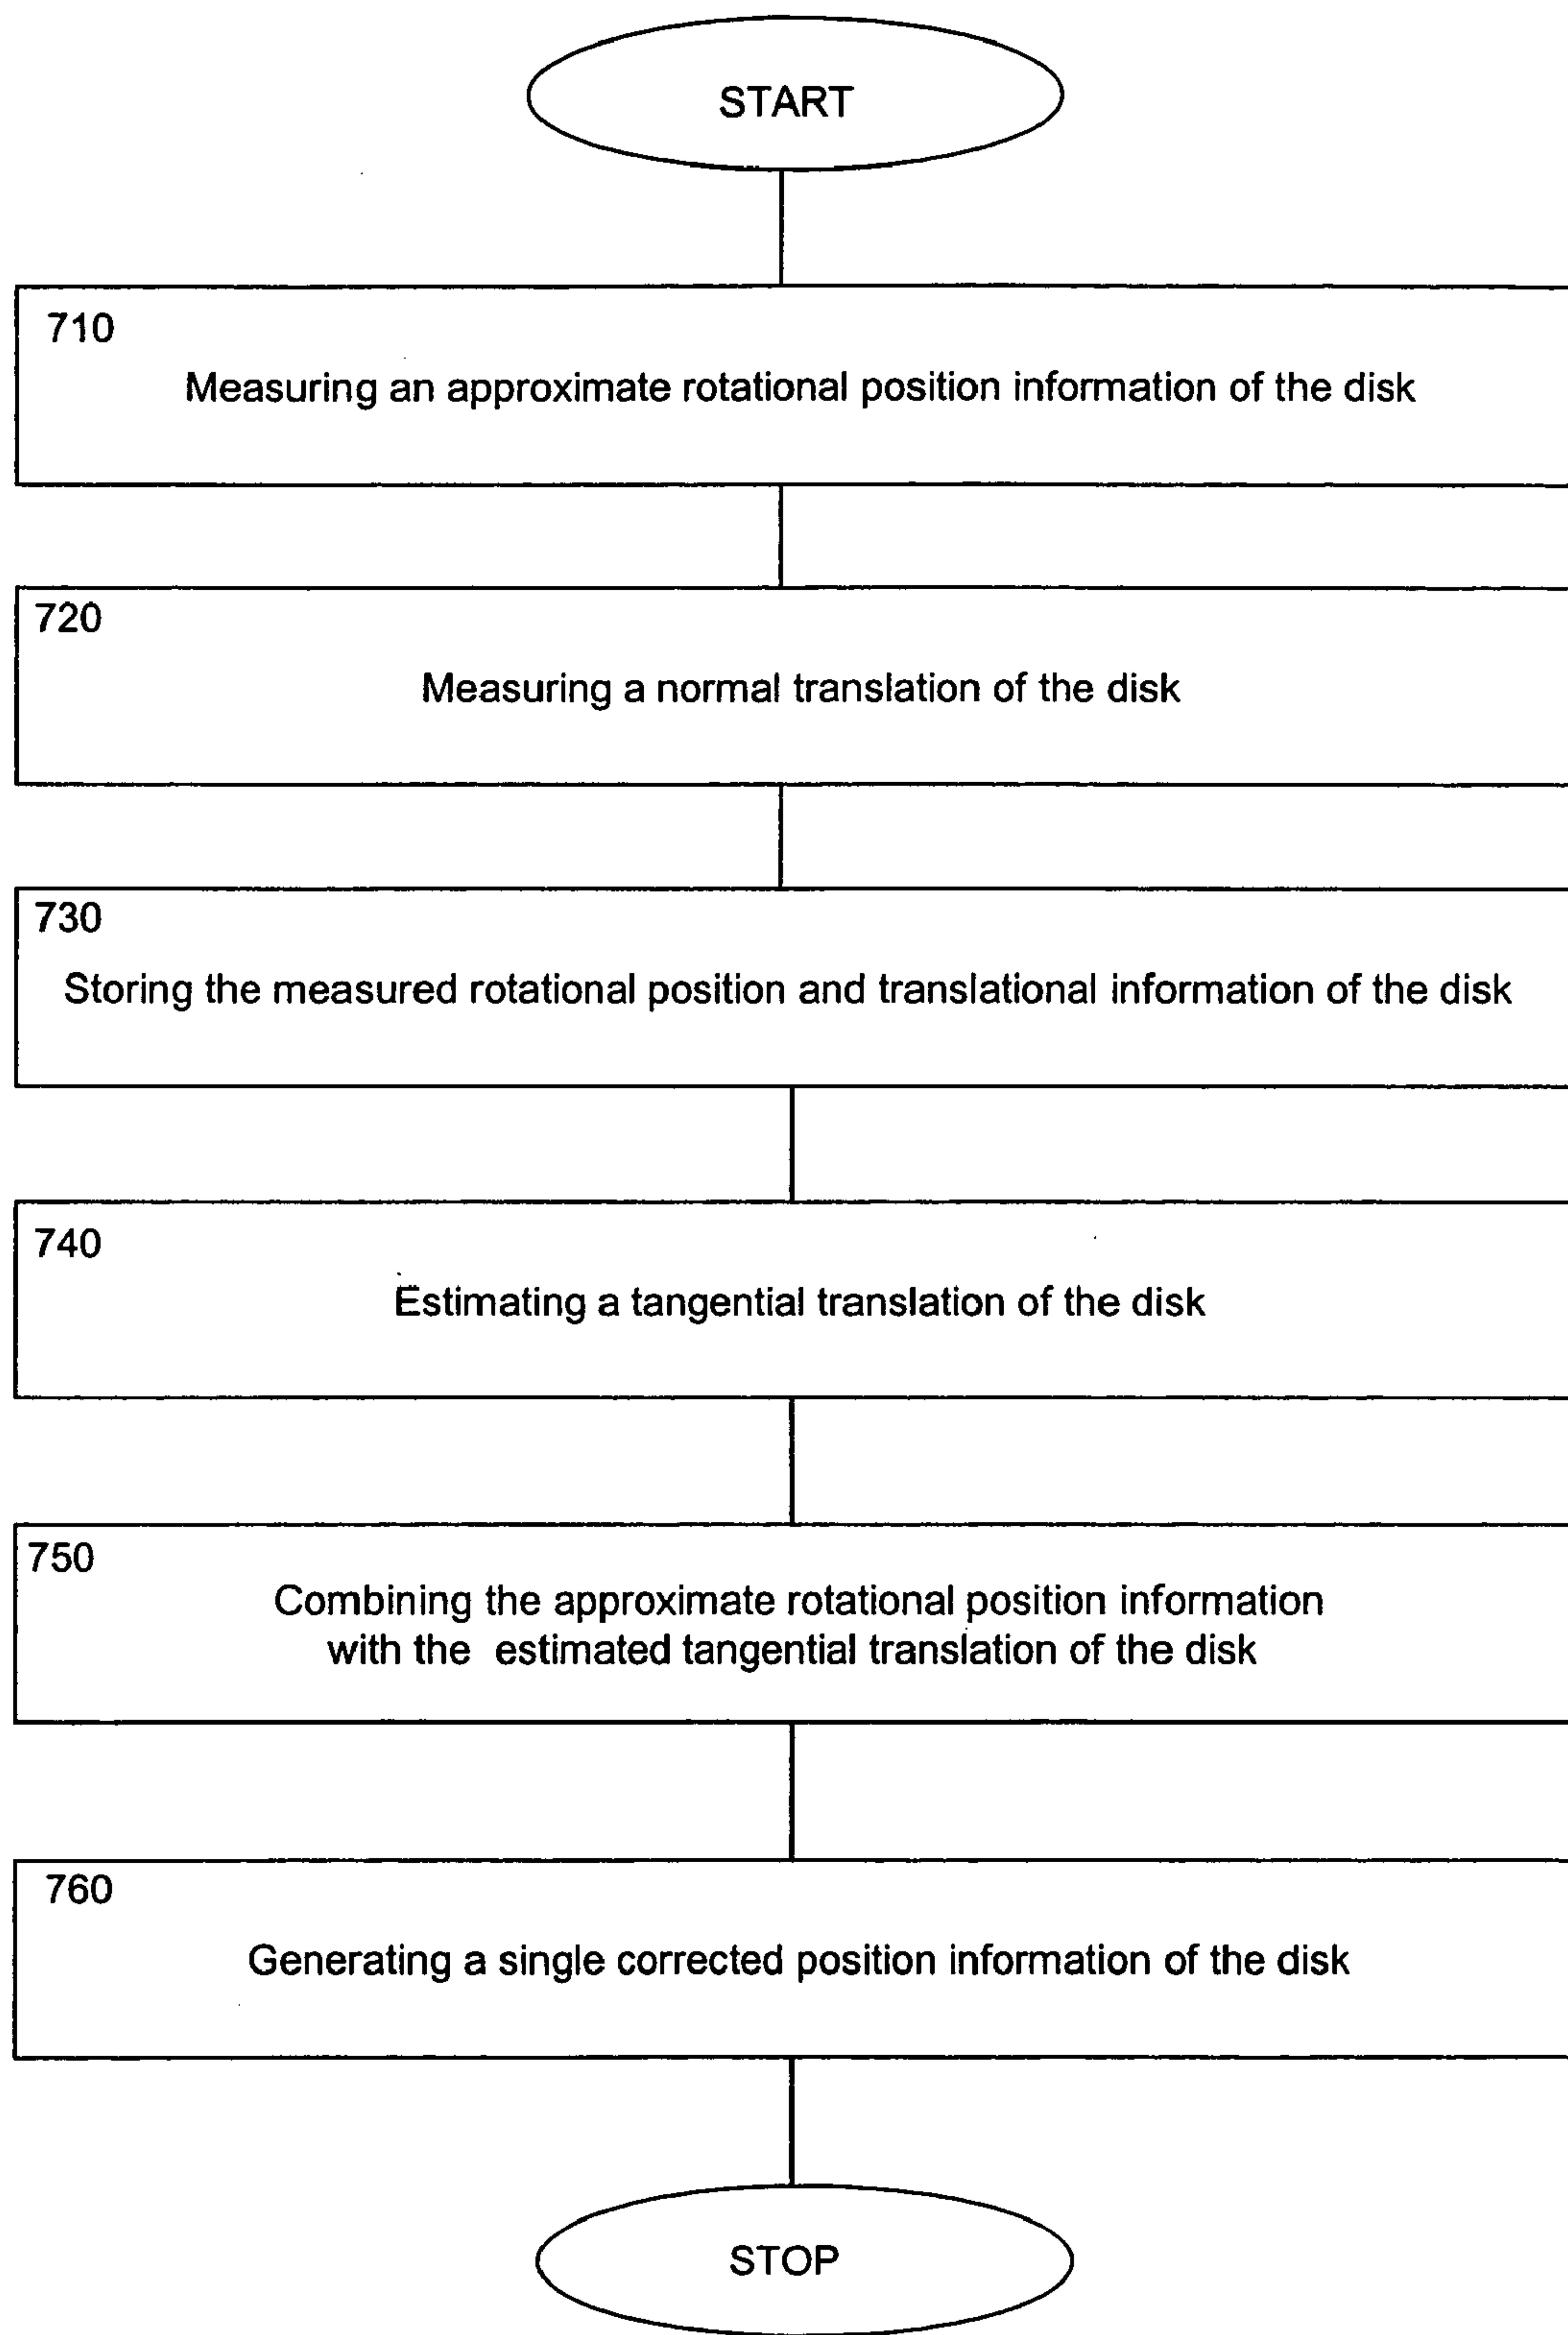 START
710
Measuring an approximate rotational position information of the disk
720
Measuring a normal translation of the disk
730
Storing the measured rotational position and translational information of the disk
740
Estimating a tangential translation of the disk
750
Combining the approximate rotational position information
with the estimated tangential translation of the disk
760
Generating a single corrected position information of the disk
STOP